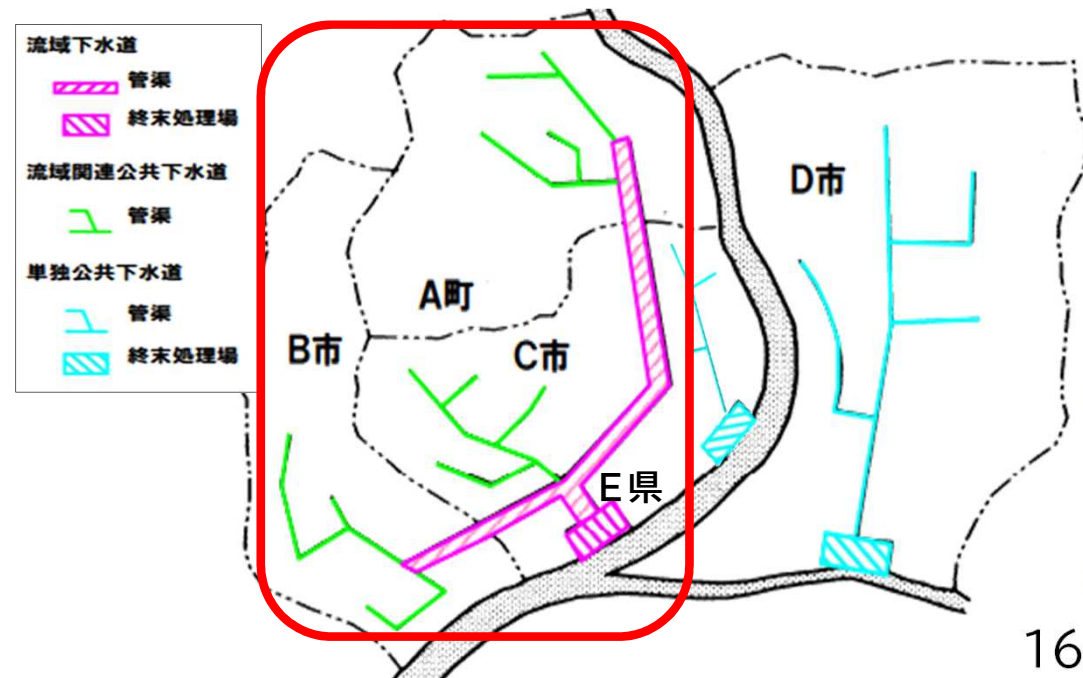 流域下水道
管渠
終末処理場
流域関連公共下水道
管渠
単独公共下水道
管渠
終末処理場
D市
A町
B市
C市
E県
16